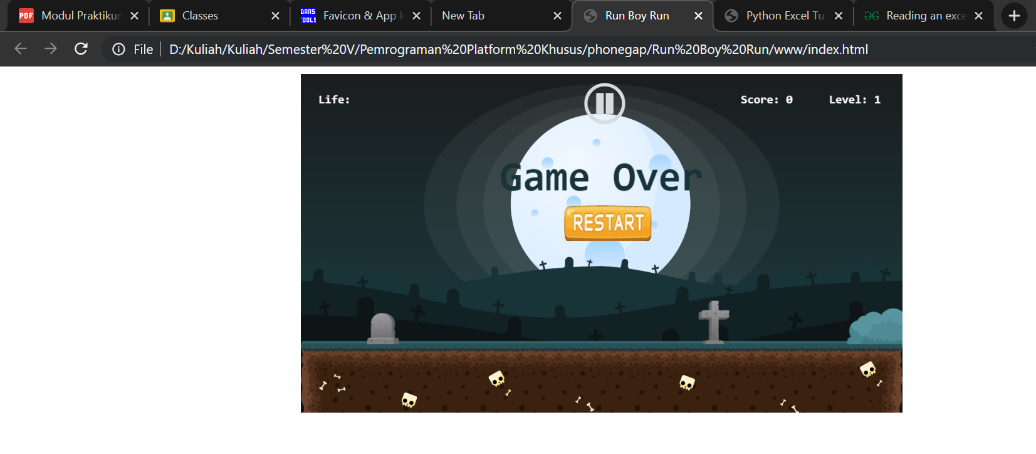 Modul Praktikun
Classes
Favicon & App I
New Tab
Run Boy Run
Python Excel Tu
Reading an exce
File
D:/Kuliah/Kuliah/Semester%20V/Pemrograman%20Platform%20Khusus/phonegap/Run%20Boy%20Run/www/index.html
Life:
Score: 0
Level: 1
Game Over
RESTART